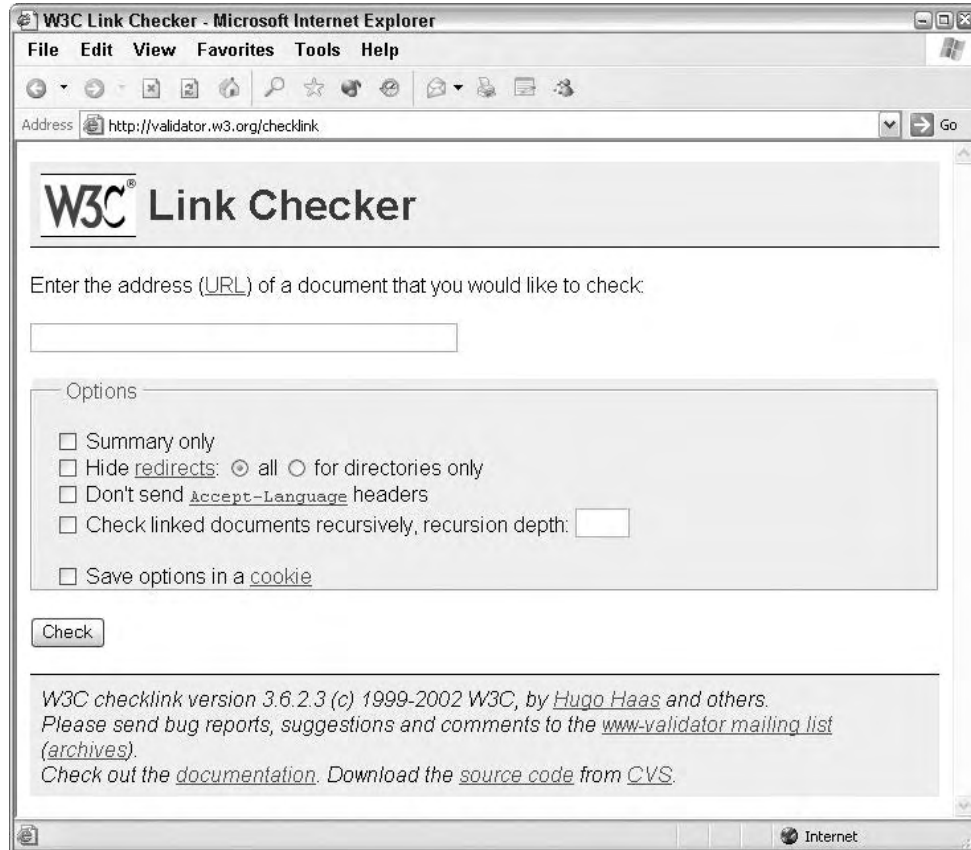 W3C Link Checker - Microsoft Internet Explorer
File Edit View Favorites Tools Help
Address http://validator.w3.org/checklink Go
W3C® Link Checker
Enter the address (URL) of a document that you would like to check:
Options
Summary only
Hide redirects: all for directories only
Don't send Accept-Language headers
Check linked documents recursively, recursion depth:
Save options in a cookie
Check
W3C checklink version 3.6.2.3 (c) 1999-2002 W3C, by Hugo Haas and others.
Please send bug reports, suggestions and comments to the www-validator mailing list
(archives).
Check out the documentation. Download the source code from CVS.
Internet